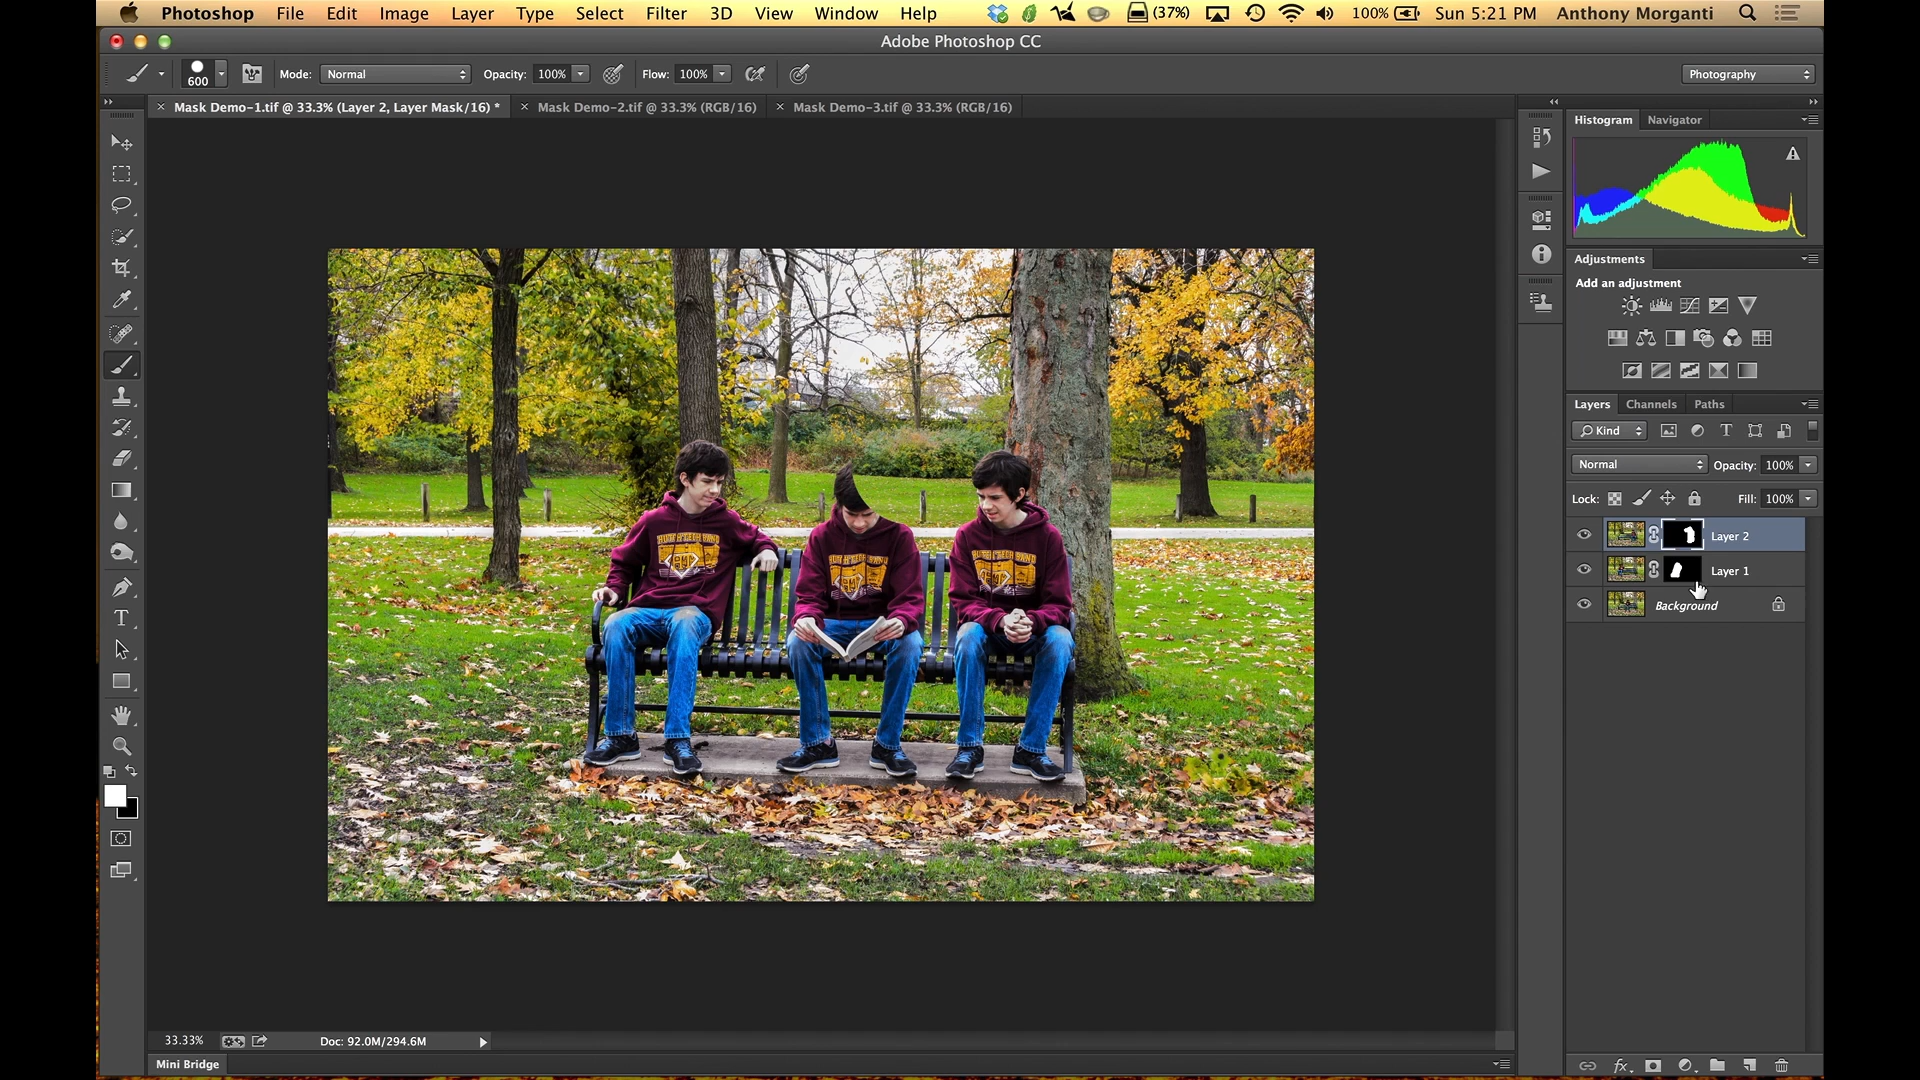 Photoshop File Edit Image Layer Type Select Filter 3D View Window Help (37%) 100% Sun 5:21 PM Anthony Morganti
Adobe Photoshop CC
600 Mode: Normal Opacity: 100% Flow: 100% Photography
Mask Demo-1.tif @ 33.3% (Layer 2, Layer Mask/16) * Mask Demo-2.tif @ 33.3% (RGB/16) Mask Demo-3.tif @ 33.3% (RGB/16)
Histogram Navigator
Adjustments
Add an adjustment
Layers Channels Paths
Kind
Normal Opacity: 100%
Lock: Fill: 100%
Layer 2
Layer 1
Background
33.33% Doc: 92.0M/294.6M
Mini Bridge